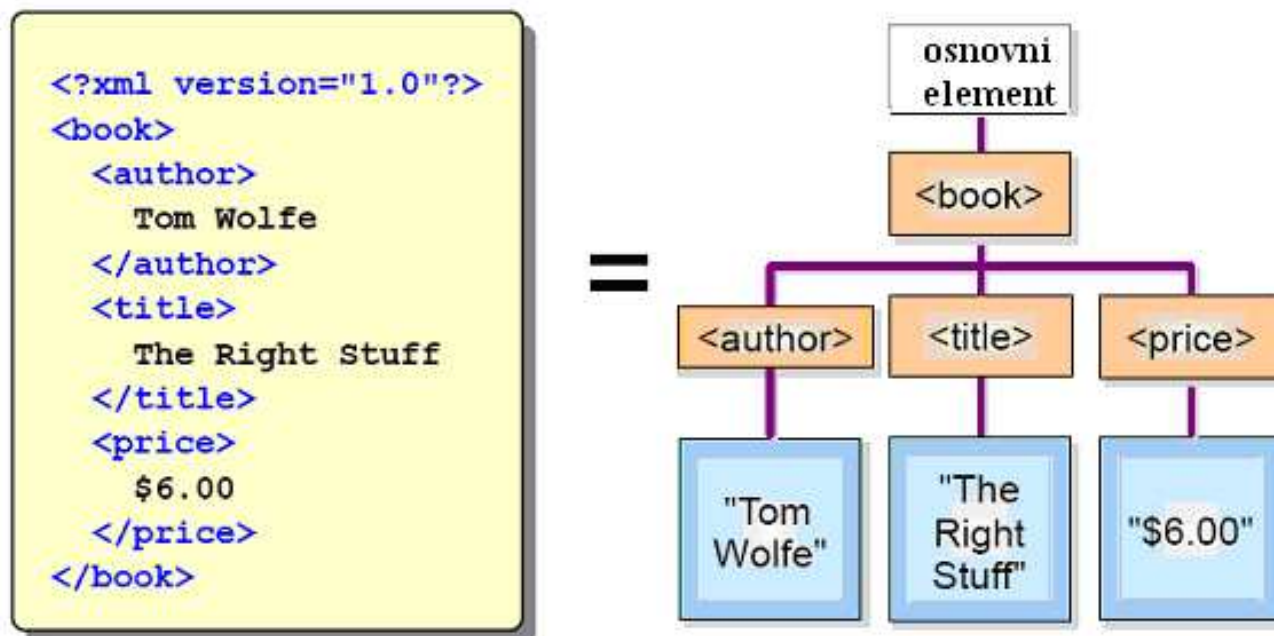 <?xml version="1.0"?>
<book>
<author>
Tom Wolfe
</author>
<title>
The Right Stuff
</title>
<price>
$6.00
</price>
</book>
=
osnovni
element
<book>
<author>
<title>
<price>
"Tom
Wolfe"
"The
Right
Stuff"
"$6.00"